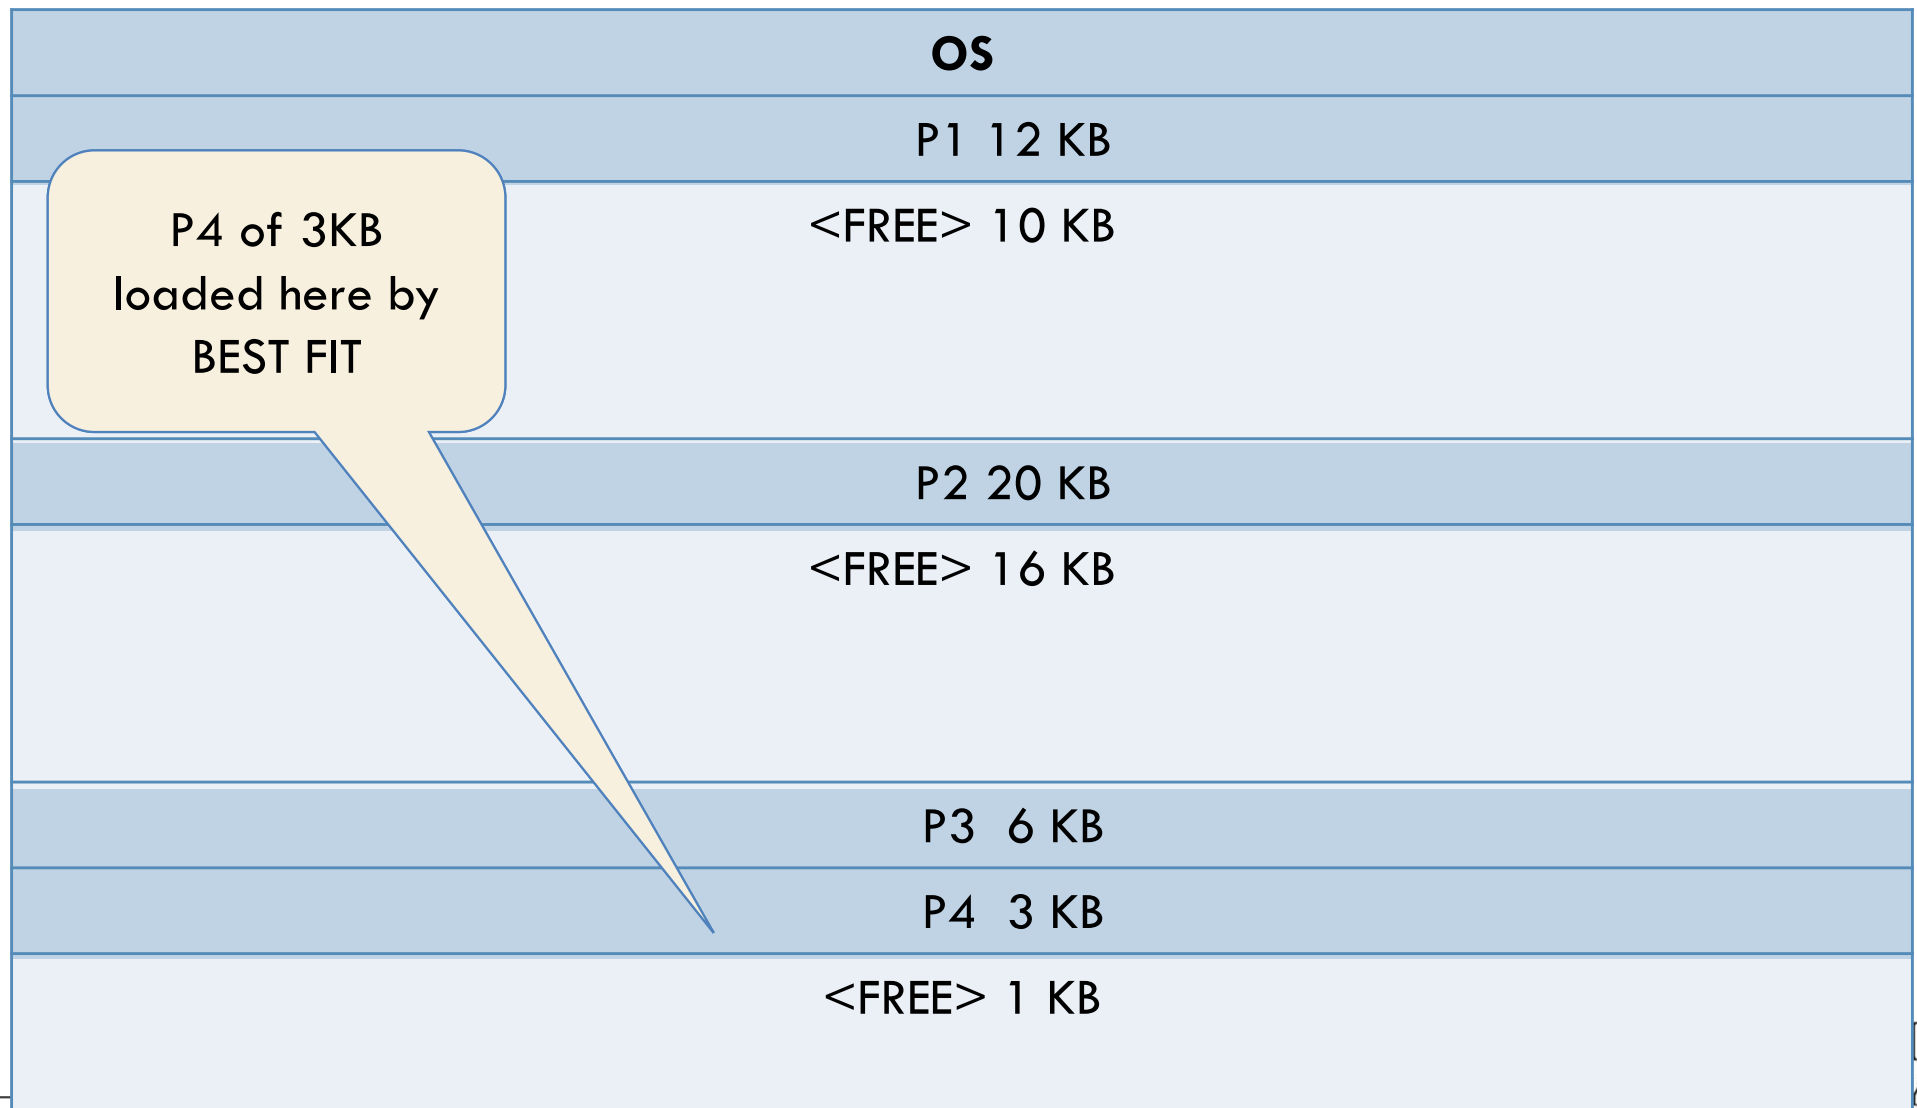 OS
P1 12 KB
P4 of 3KB
loaded here by
BEST FIT
<FREE> 10 KB
P2 20 KB
<FREE> 16 KB
P3 6 KB
P4 3 KB
<FREE> 1 KB